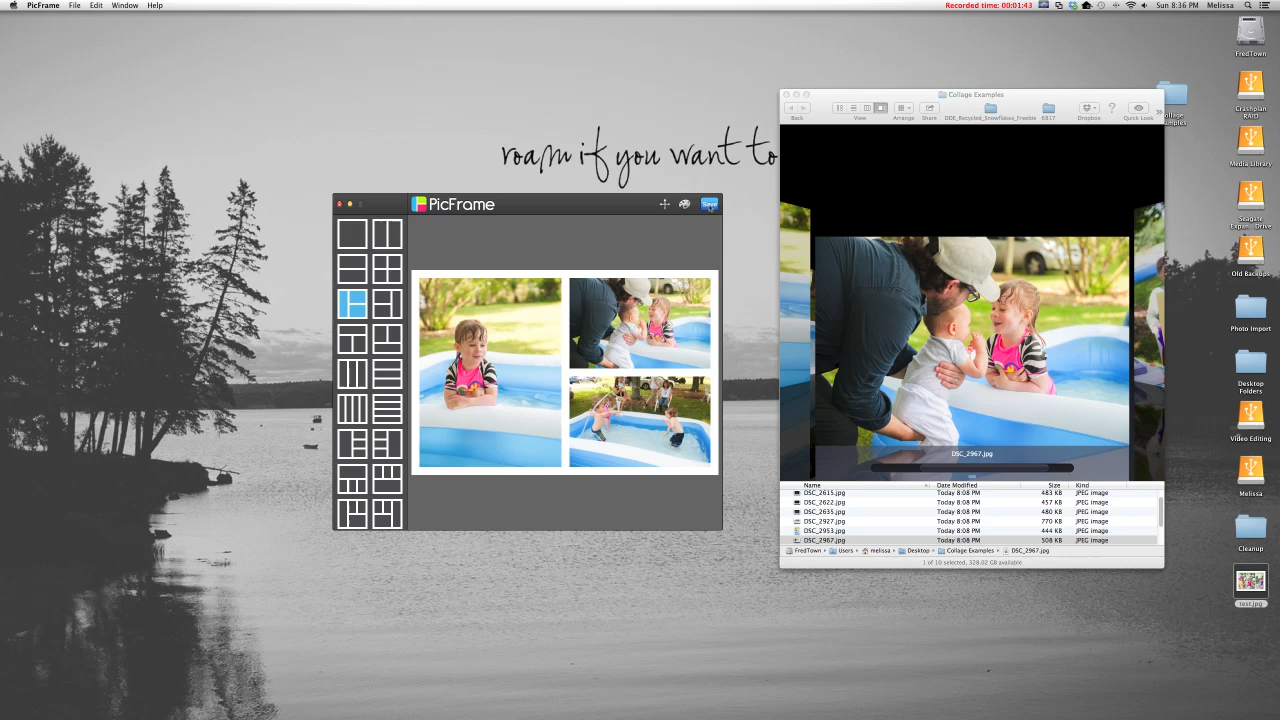 PicFrame File Edit Window Help
Recorded time: 00:01:43 Sun 8:36 PM Melissa
FredTown
Crashplan RAID
Media Library
Seagate Expan Drive
Old Backups
Photo Import
Desktop Folders
Video Editing
Melissa
Cleanup
test.jpg
roam if you want to
PicFrame
Save
Collage Examples
Back View Arrange Share DDE_Recycled_Snowflakes_Freebie 6817 Dropbox Quick Look
DSC_2967.jpg
Name Date Modified Size Kind
DSC_2615.jpg Today 8:08 PM 483 KB JPEG image
DSC_2622.jpg Today 8:08 PM 457 KB JPEG image
DSC_2635.jpg Today 8:08 PM 480 KB JPEG image
DSC_2927.jpg Today 8:08 PM 770 KB JPEG image
DSC_2953.jpg Today 8:08 PM 444 KB JPEG image
DSC_2967.jpg Today 8:08 PM 508 KB JPEG image
FredTown Users melissa Desktop Collage Examples DSC_2967.jpg
1 of 10 selected, 328.02 GB available